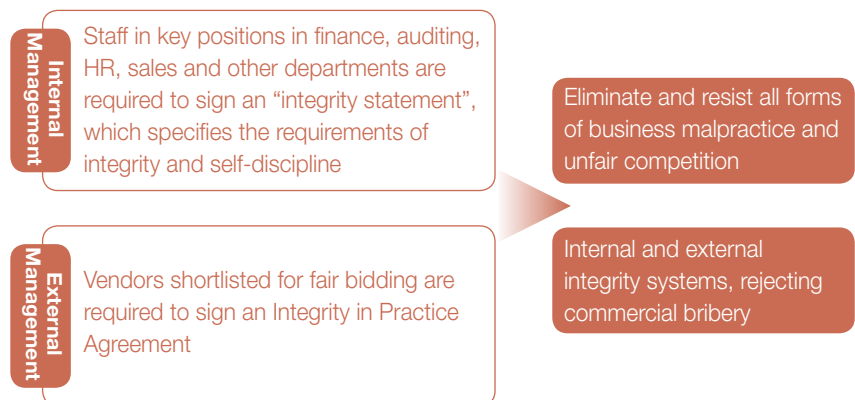 Internal
Management
Staff in key positions in finance, auditing,
HR, sales and other departments are
required to sign an “integrity statement”,
which specifies the requirements of
integrity and self-discipline
External
Management
Vendors shortlisted for fair bidding are
required to sign an Integrity in Practice
Agreement
Eliminate and resist all forms
of business malpractice and
unfair competition
Internal and external
integrity systems, rejecting
commercial bribery